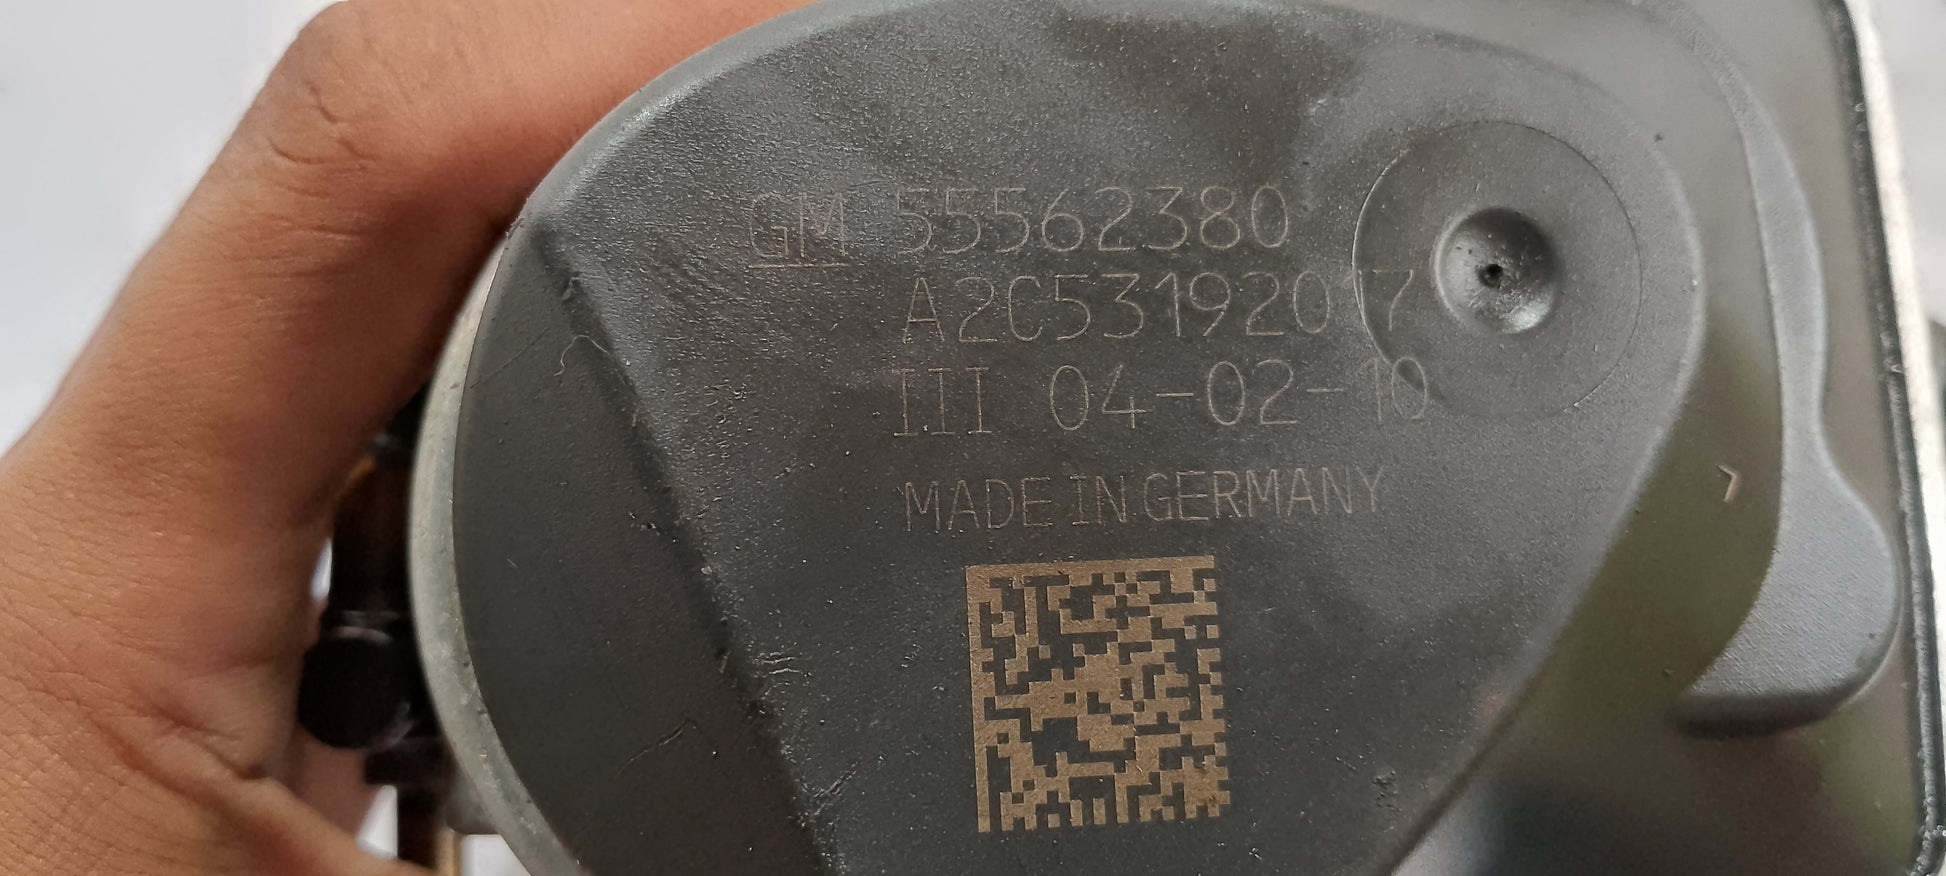 GM 55562380
A2C53192017
III 04-02-10
MADE IN GERMANY